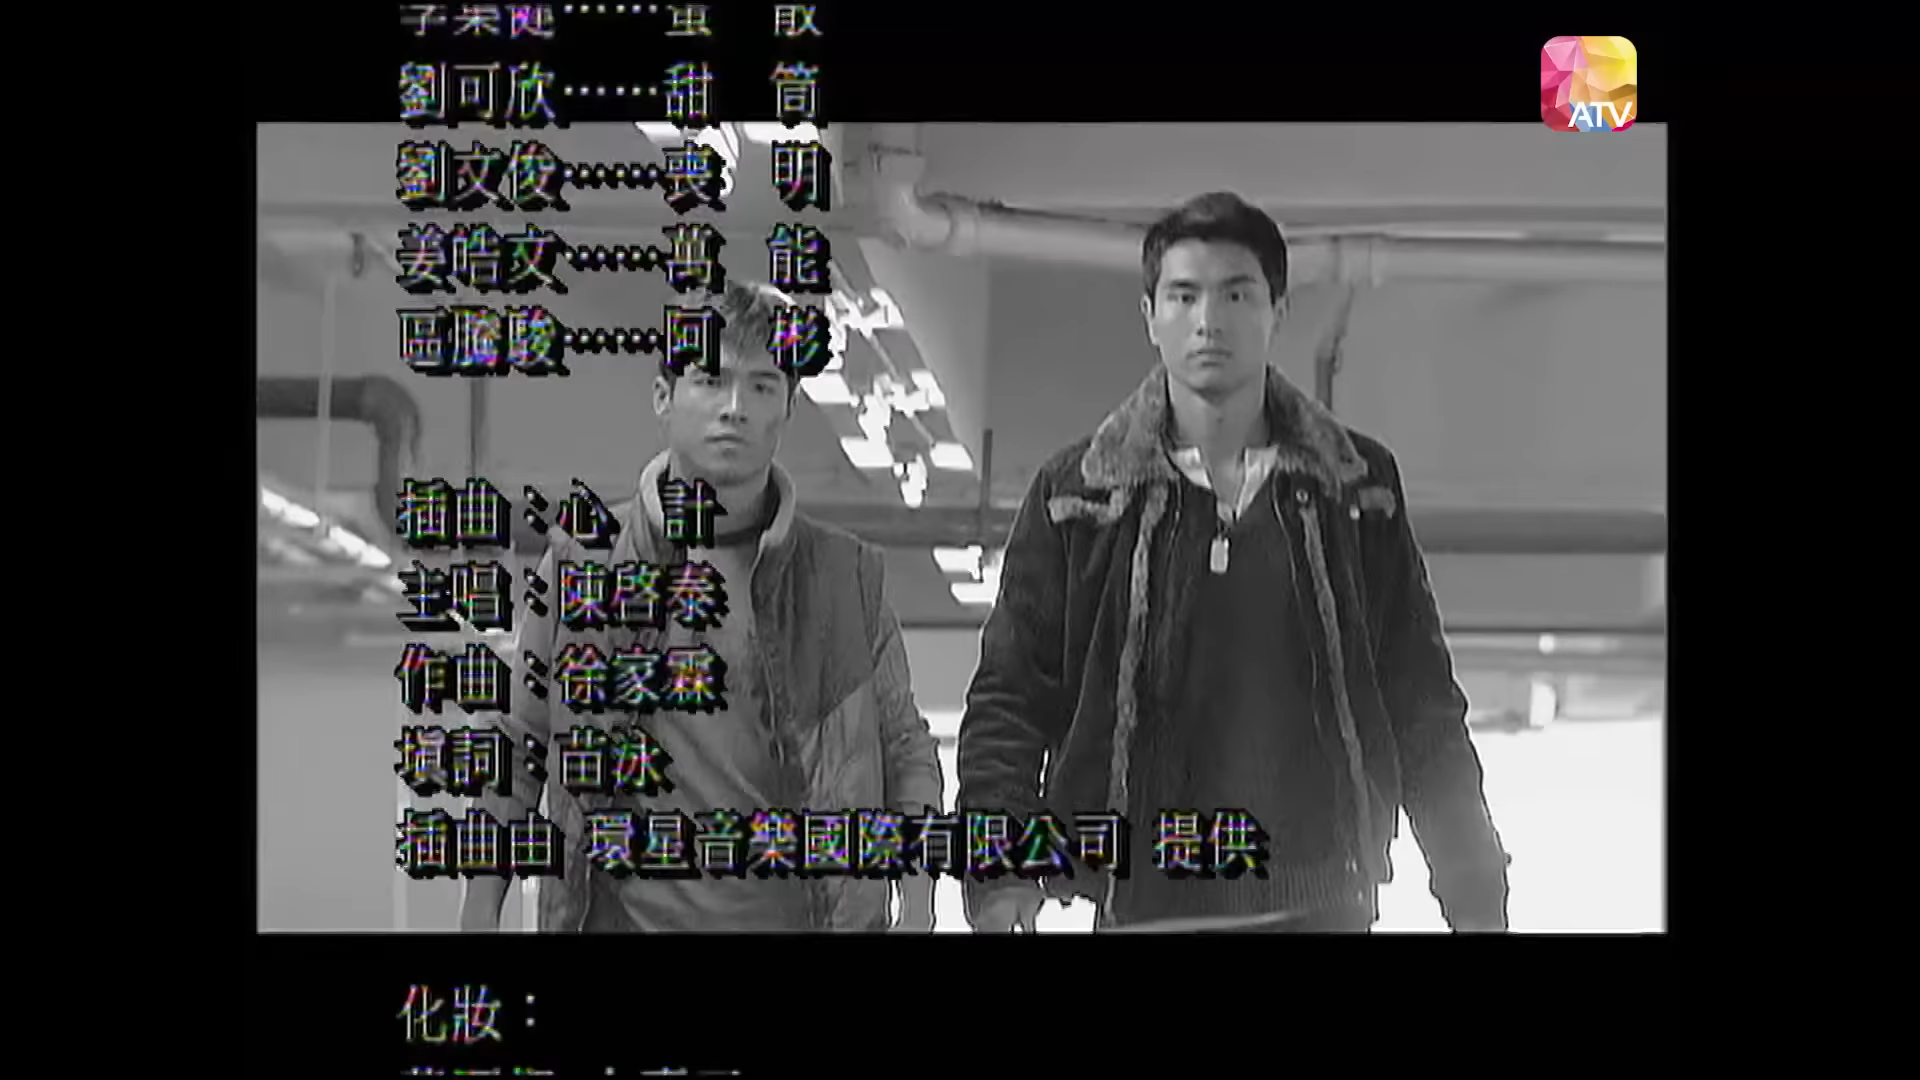 劉可欣……甜 筒
ATV
劉文俊……喪 明
姜皓文……萬 能
區騰駿……阿 彬
插曲：心 計
主唱：陳啓泰
作曲：徐家霖
填詞：苗泳
插曲由 環星音樂國際有限公司 提供
化妝：